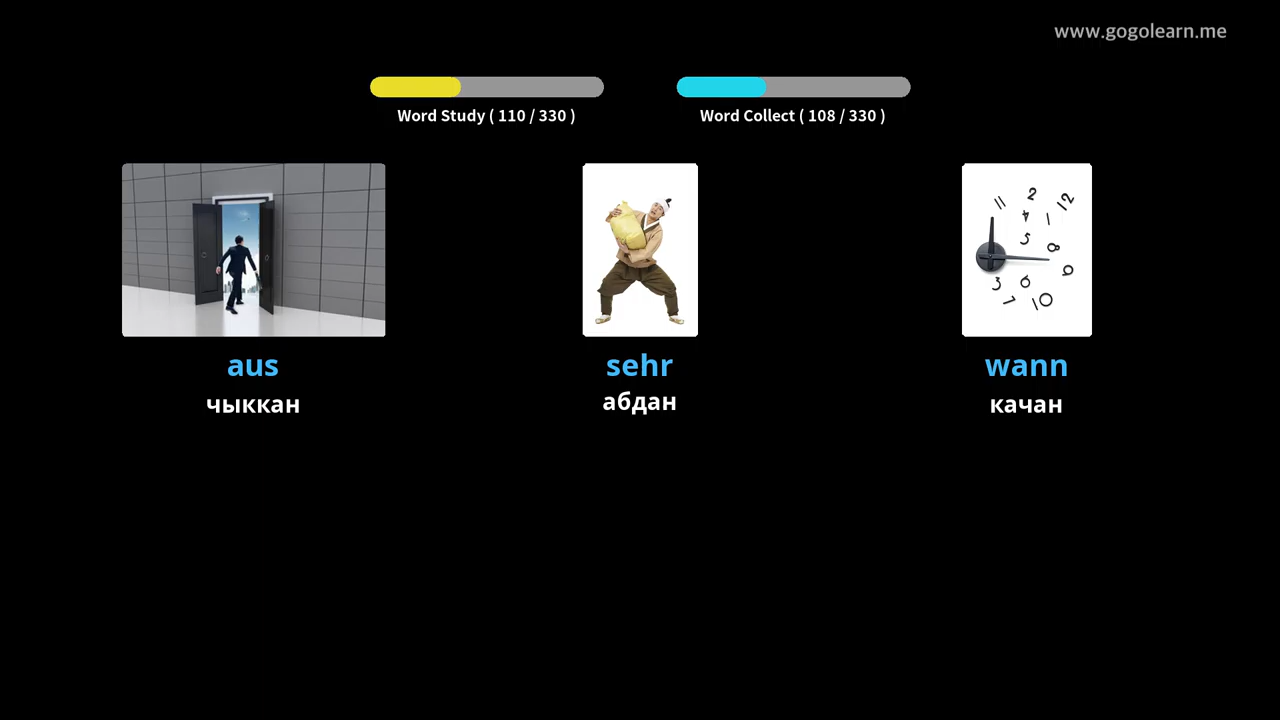 www.gogolearn.me
Word Study ( 110 / 330 )
Word Collect ( 108 / 330 )
aus
sehr
wann
чыккан
абдан
качан